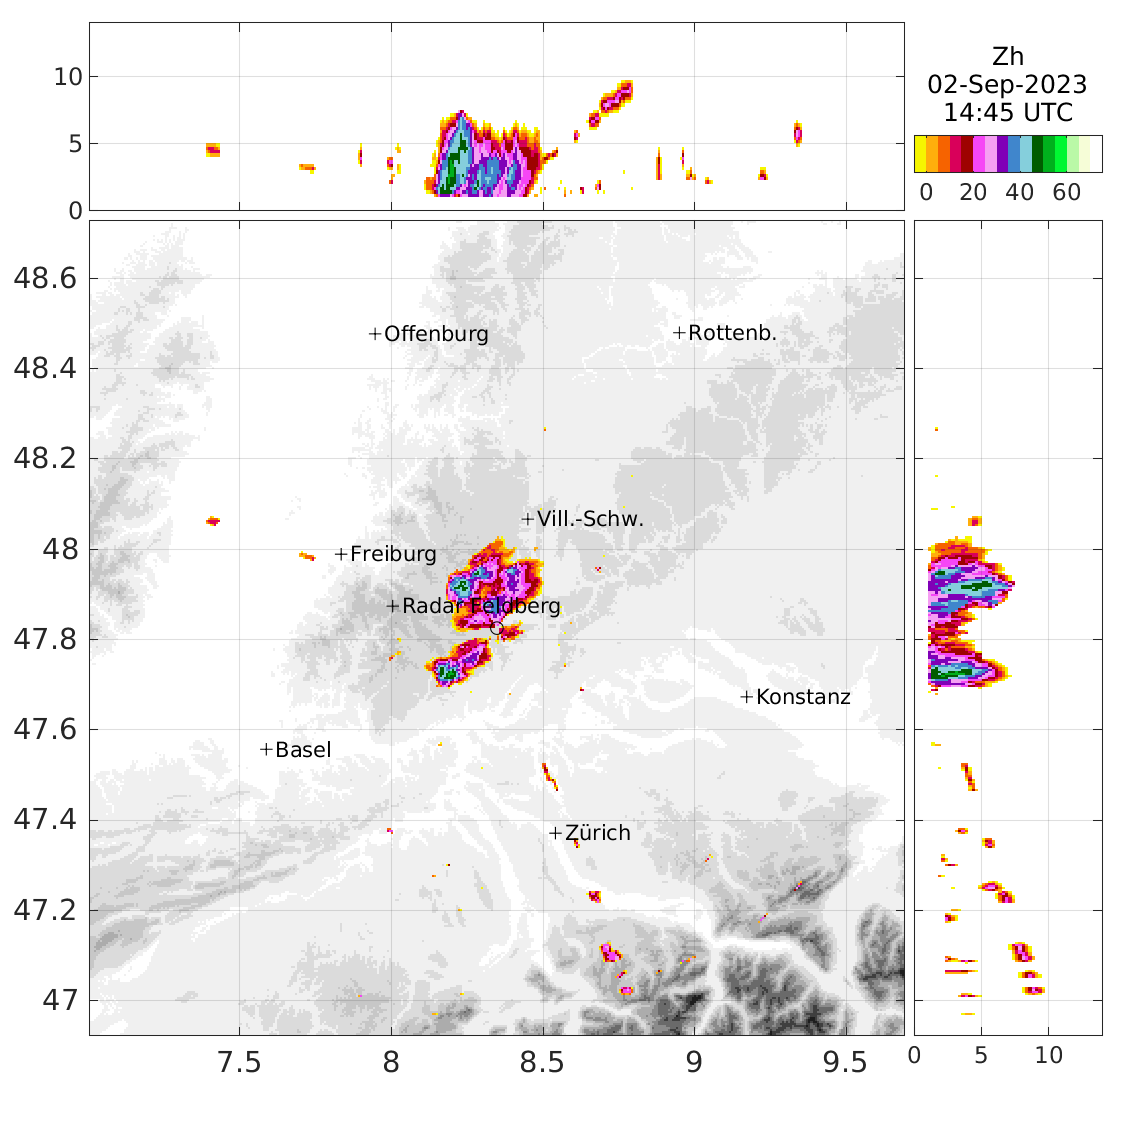 Zh
02-Sep-2023
14:45 UTC
0 20 40 60
10
5
0
48.6
48.4
48.2
48
47.8
47.6
47.4
47.2
47
+Offenburg
+Rottenb.
+Vill.-Schw.
+Freiburg
+Radar Feldberg
+Konstanz
+Basel
+Zürich
7.5 8 8.5 9 9.5
0 5 10